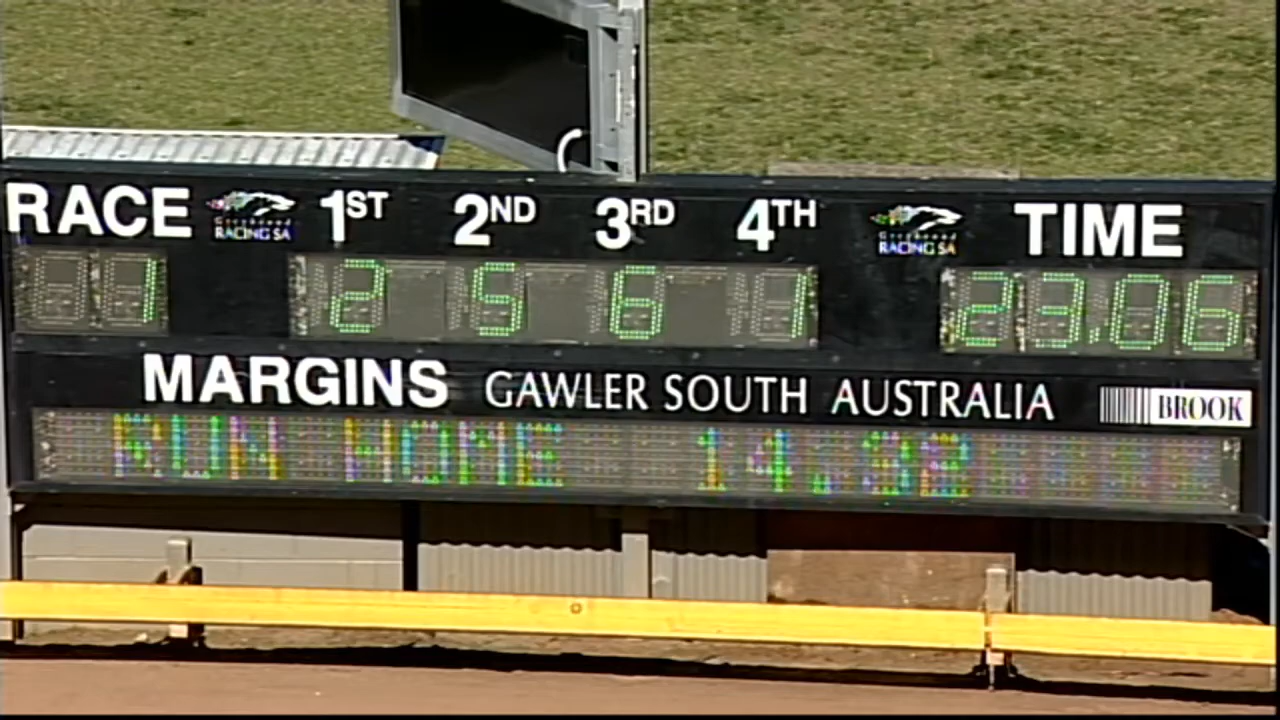 RACE 1ST 2ND 3RD 4TH TIME
Greyhound Greyhound
RACING SA RACING SA
1 2 5 6 1 23.06
MARGINS GAWLER SOUTH AUSTRALIA BROOK
RUN HOME 14.32